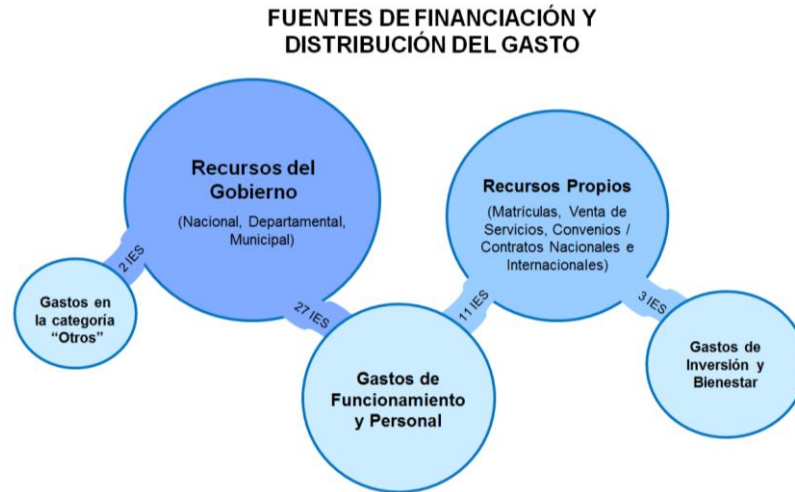 FUENTES DE FINANCIACIÓN Y
DISTRIBUCIÓN DEL GASTO
Recursos del
Gobierno
(Nacional, Departamental,
Municipal)
Recursos Propios
(Matrículas, Venta de
Servicios, Convenios /
Contratos Nacionales e
Internacionales)
2 IES
27 IES
11 IES
3 IES
Gastos en
la categoría
“Otros”
Gastos de
Funcionamiento
y Personal
Gastos de
Inversión y
Bienestar